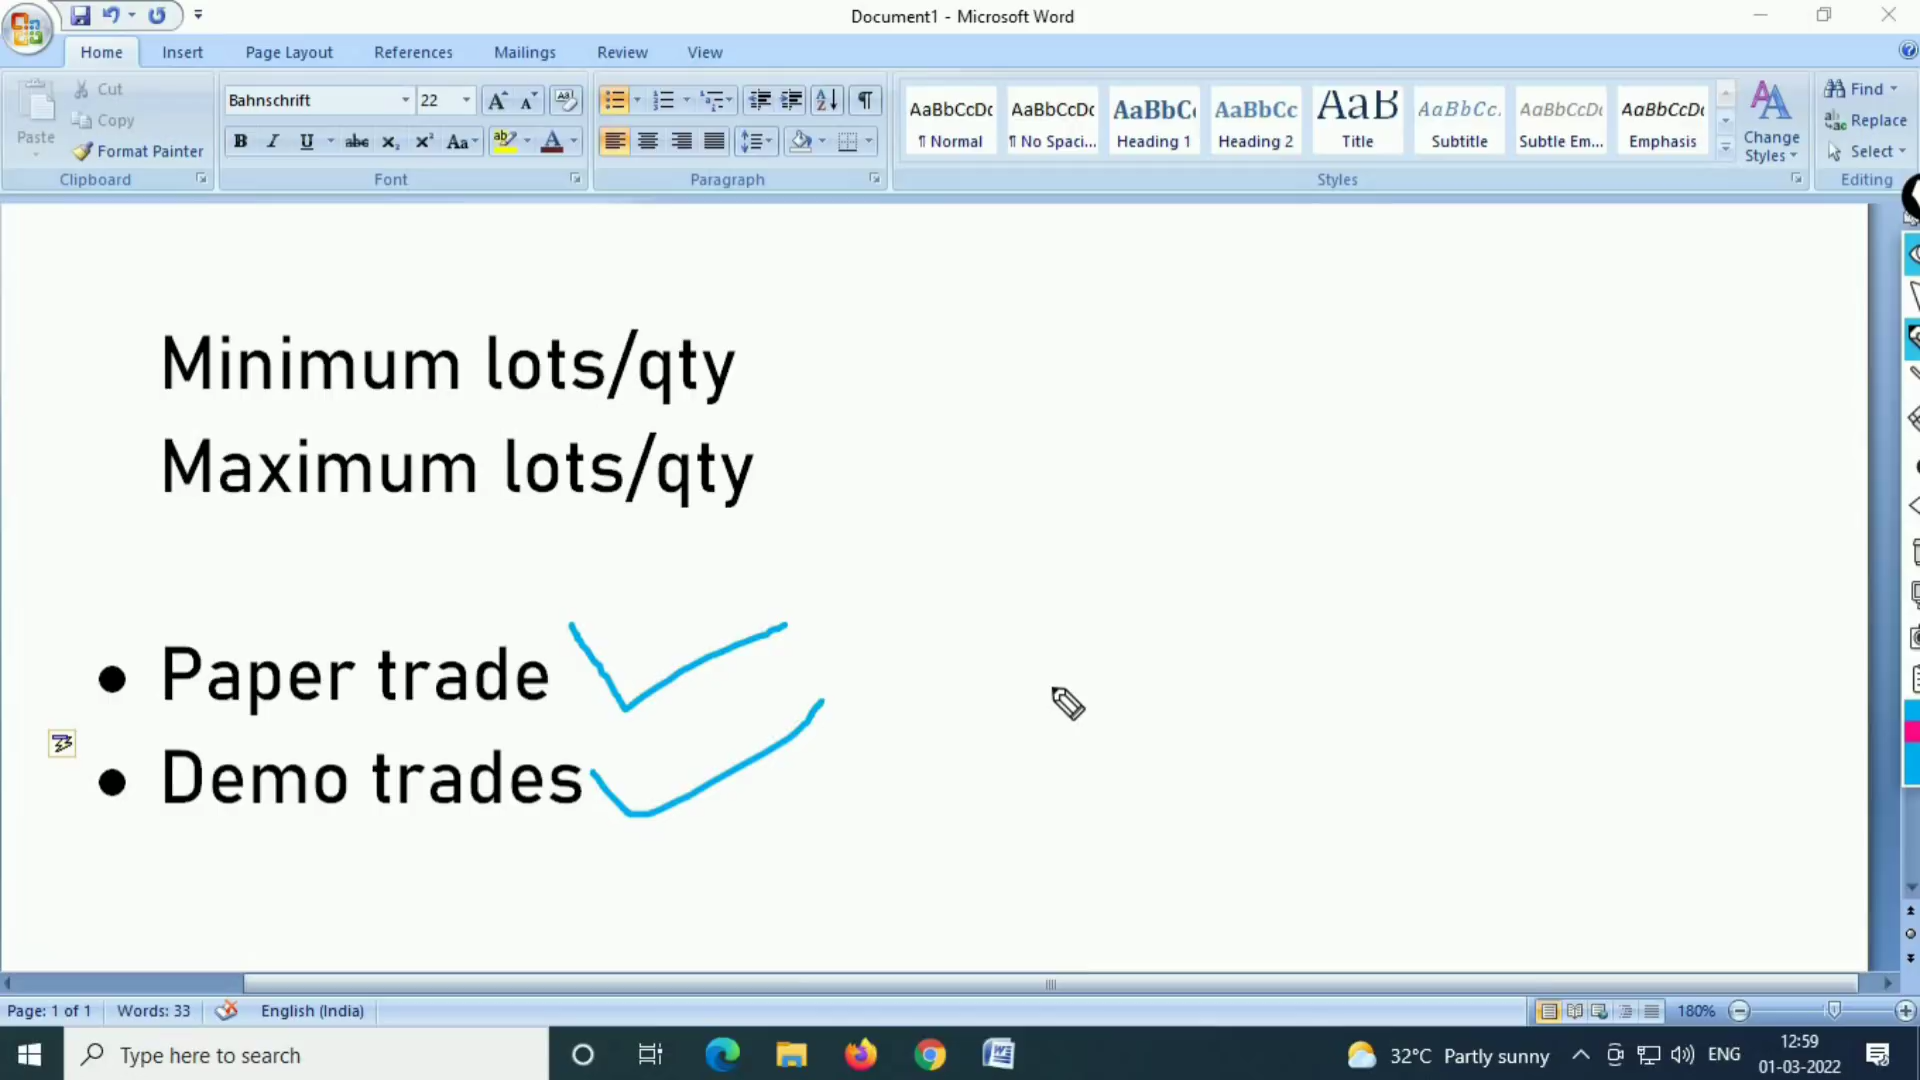 Document1 - Microsoft Word
Home Insert Page Layout References Mailings Review View
Paste
Cut
Copy
Format Painter
Clipboard
Bahnschrift 22
Font
Paragraph
AaBbCcDc AaBbCcDc AaBbC AaBbCc AaB AaBbCc. AaBbCcDc AaBbCcDc
¶ Normal ¶ No Spaci... Heading 1 Heading 2 Title Subtitle Subtle Em... Emphasis
Change Styles
Styles
Find
Replace
Select
Editing
Minimum lots/qty
Maximum lots/qty
• Paper trade
• Demo trades
Page: 1 of 1 Words: 33 English (India) 180%
Type here to search
32°C Partly sunny ENG
12:59
01-03-2022